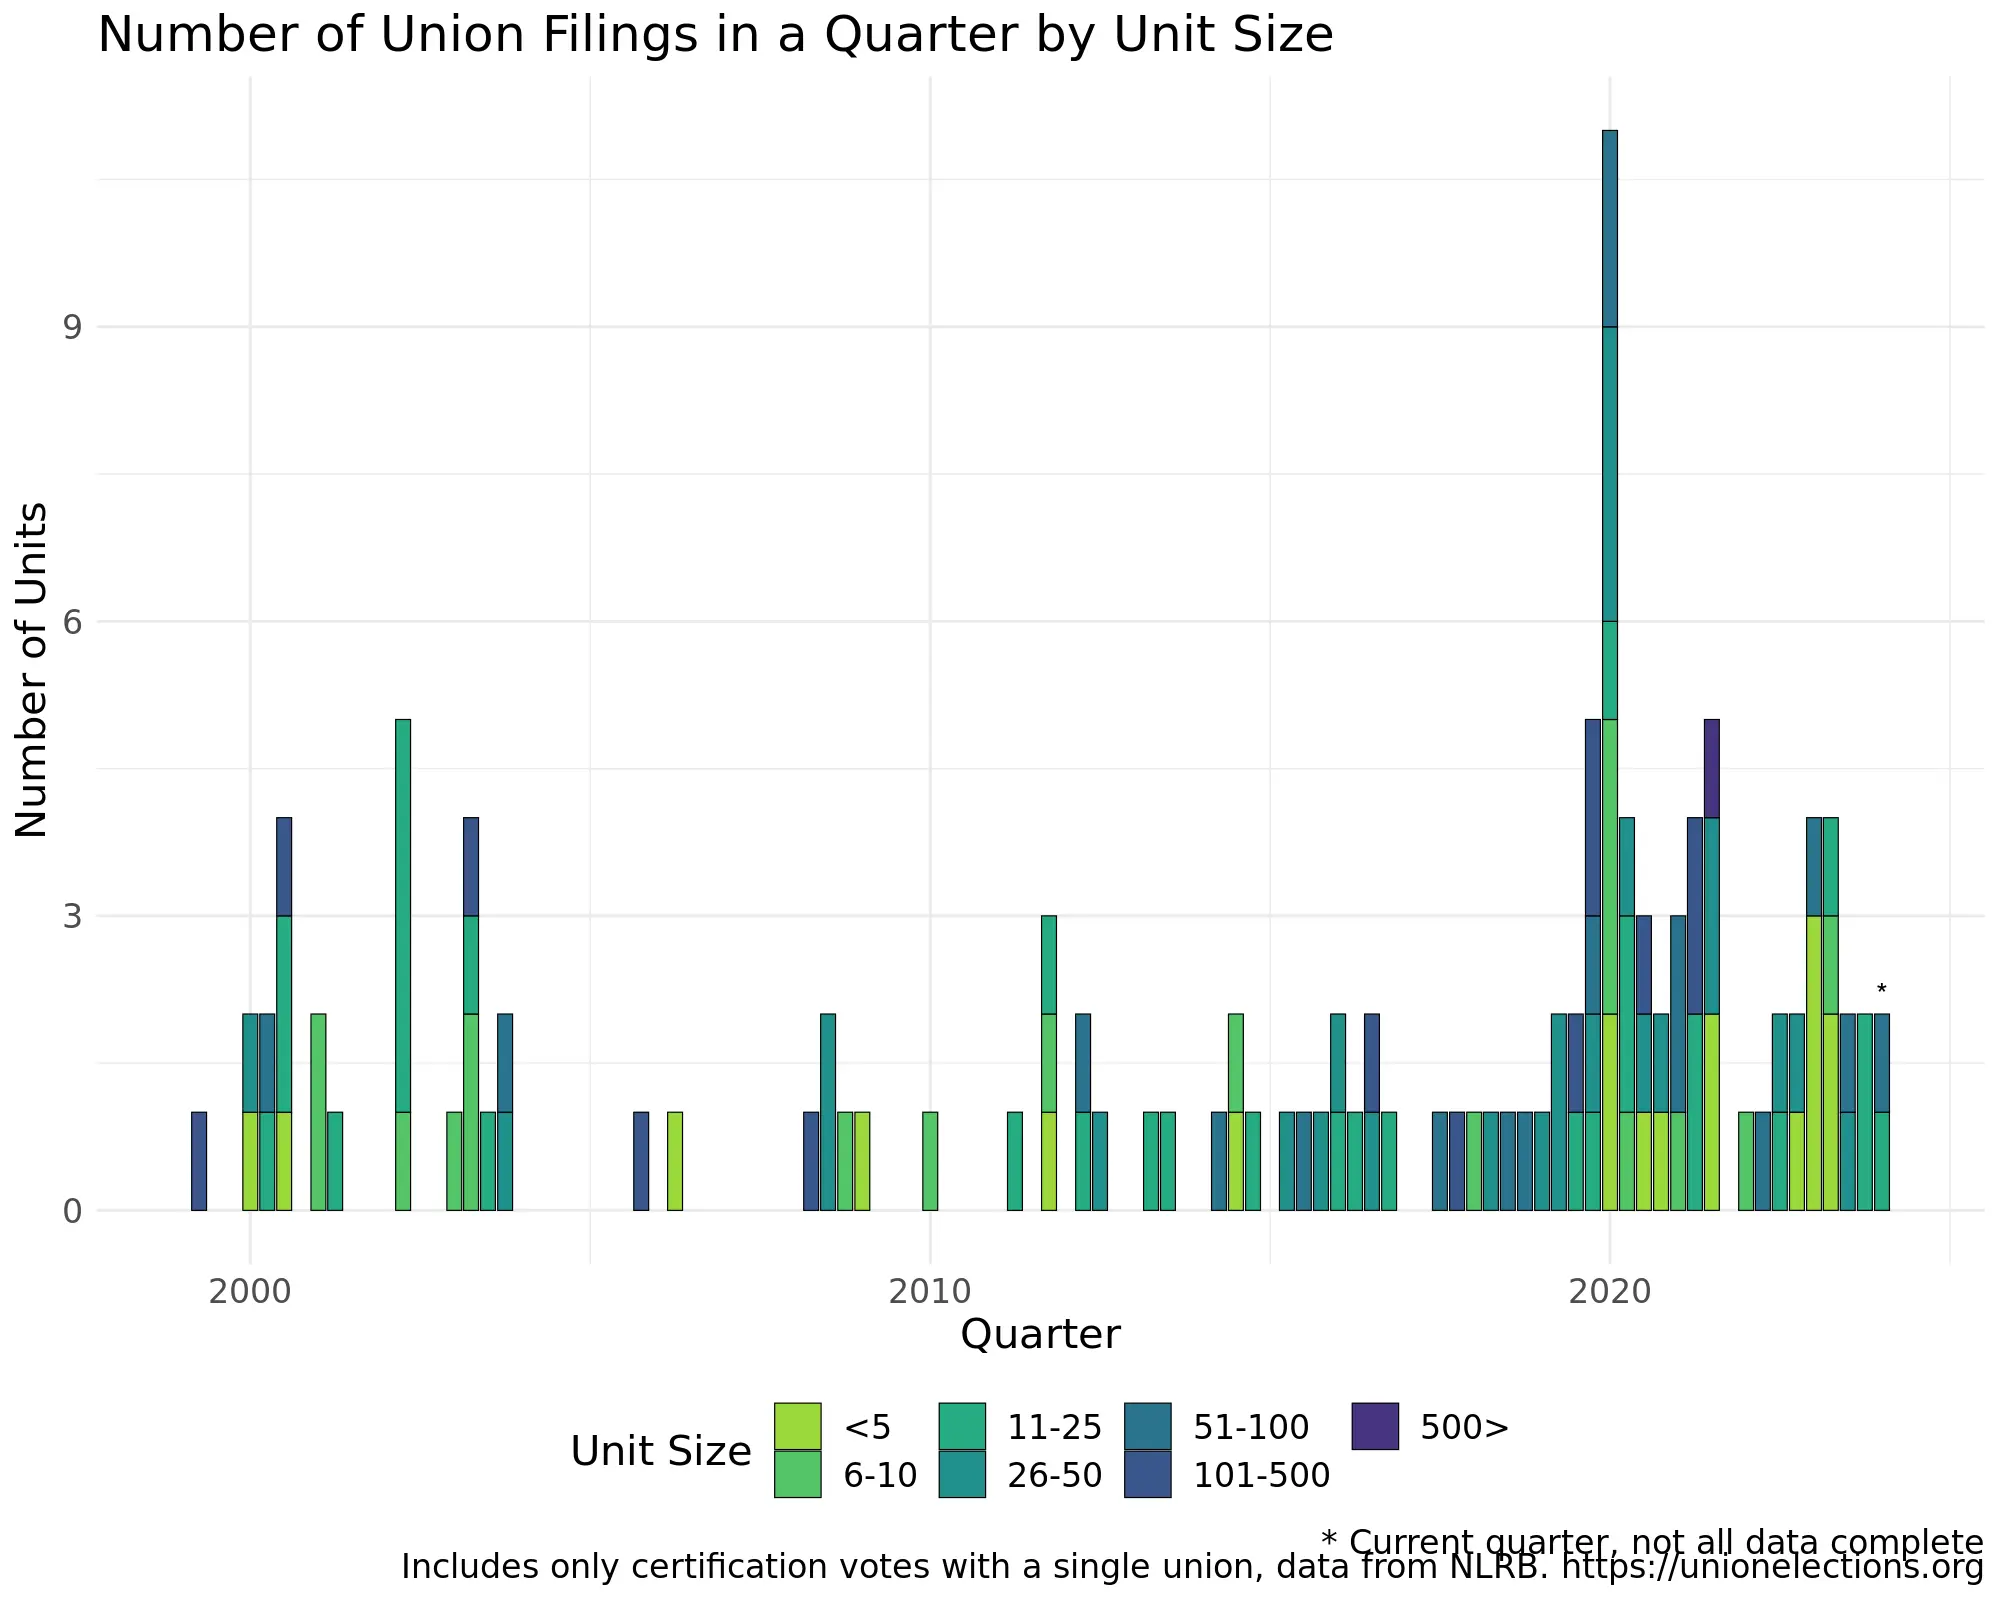 Number of Union Filings in a Quarter by Unit Size
Number of Units
9
6
3
0
*
2000 2010 2020
Quarter
Unit Size
<5 11-25 51-100 500>
6-10 26-50 101-500
* Current quarter, not all data complete
Includes only certification votes with a single union, data from NLRB. https://unionelections.org